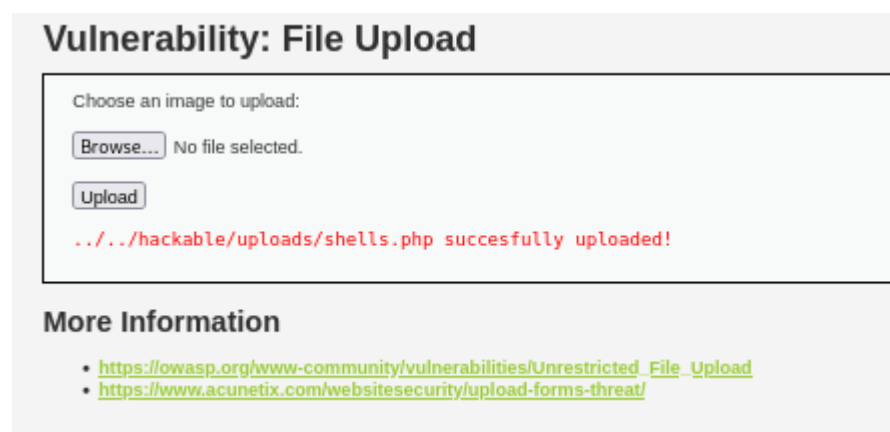 Vulnerability: File Upload
Choose an image to upload:
Browse... No file selected.
Upload
../../hackable/uploads/shells.php succesfully uploaded!
More Information
• https://owasp.org/www-community/vulnerabilities/Unrestricted_File_Upload
• https://www.acunetix.com/websitesecurity/upload-forms-threat/